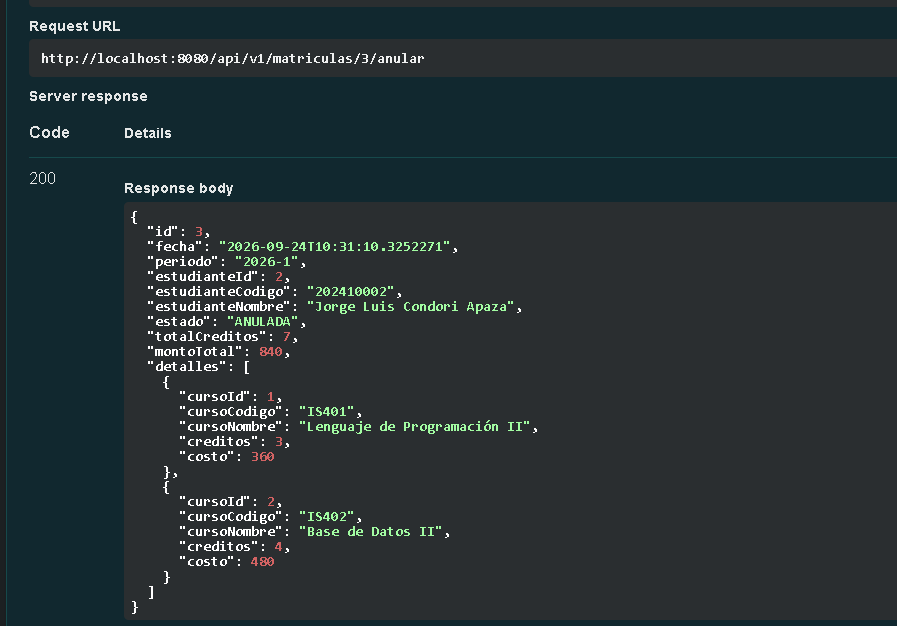 Request URL
http://localhost:8080/api/v1/matriculas/3/anular
Server response
Code Details
200
Response body
{
  "id": 3,
  "fecha": "2026-09-24T10:31:10.3252271",
  "periodo": "2026-1",
  "estudianteId": 2,
  "estudianteCodigo": "202410002",
  "estudianteNombre": "Jorge Luis Condori Apaza",
  "estado": "ANULADA",
  "totalCreditos": 7,
  "montoTotal": 840,
  "detalles": [
    {
      "cursoId": 1,
      "cursoCodigo": "IS401",
      "cursoNombre": "Lenguaje de Programación II",
      "creditos": 3,
      "costo": 360
    },
    {
      "cursoId": 2,
      "cursoCodigo": "IS402",
      "cursoNombre": "Base de Datos II",
      "creditos": 4,
      "costo": 480
    }
  ]
}